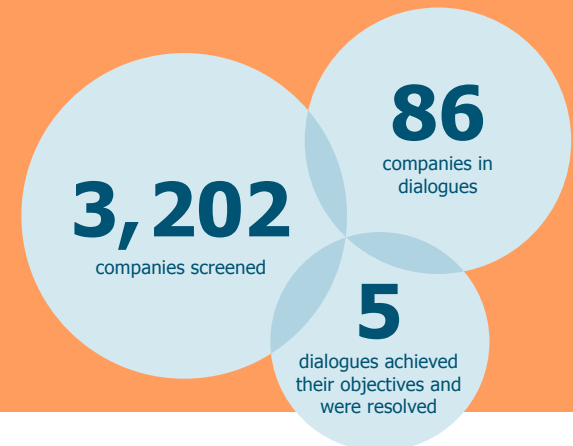 3,202
companies screened
86
companies in
dialogues
5
dialogues achieved
their objectives and
were resolved